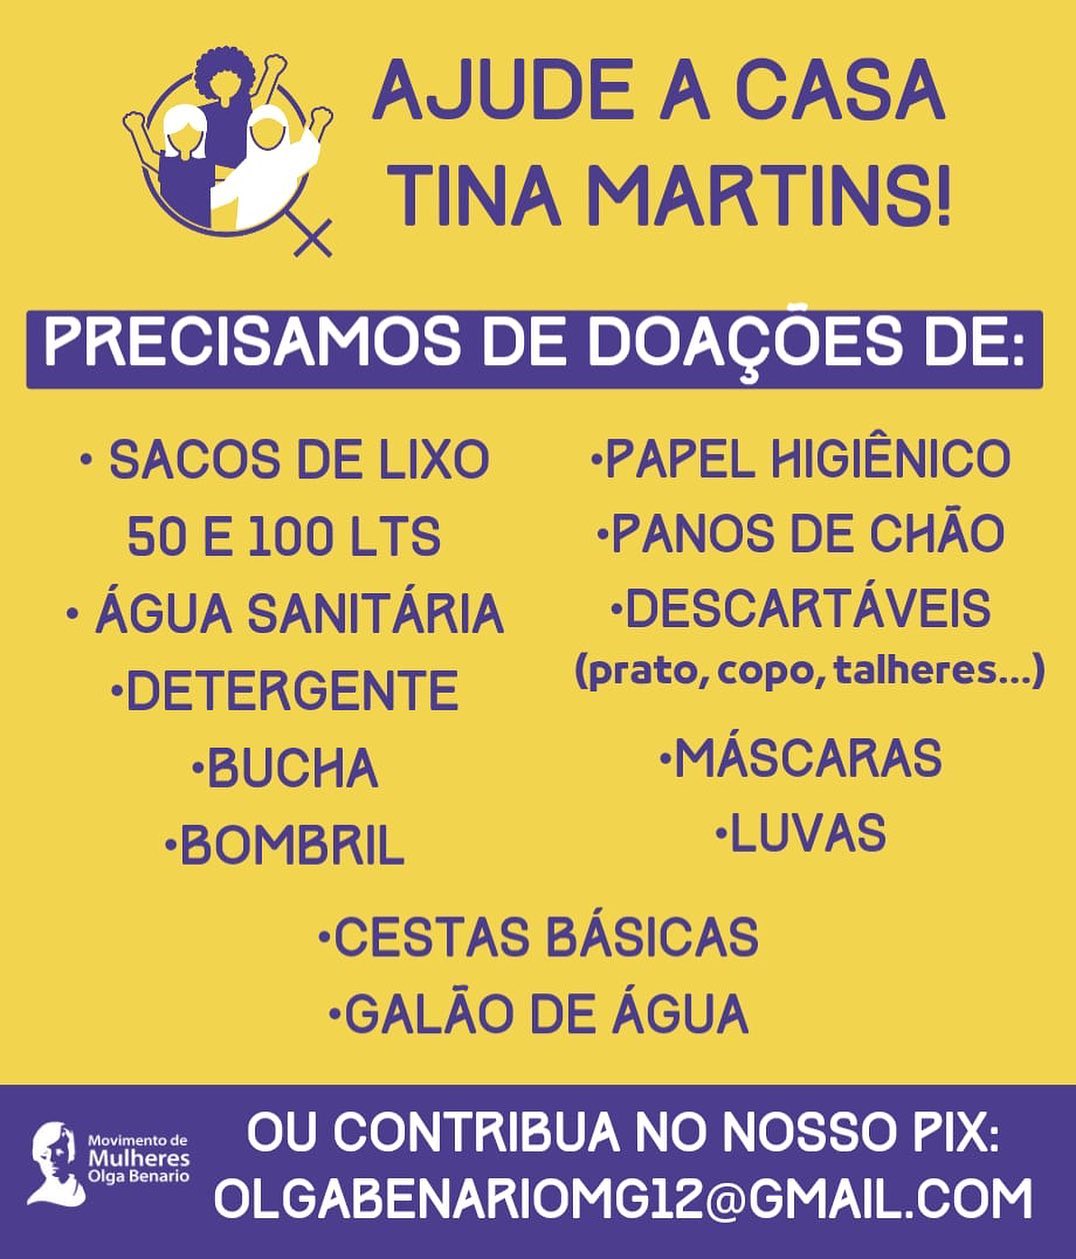 AJUDE A CASA
TINA MARTINS!
PRECISAMOS DE DOAÇÕES DE:
• SACOS DE LIXO
50 E 100 LTS
• ÁGUA SANITÁRIA
•DETERGENTE
•BUCHA
•BOMBRIL
•PAPEL HIGIÊNICO
•PANOS DE CHÃO
•DESCARTÁVEIS
(prato, copo, talheres...)
•MÁSCARAS
•LUVAS
•CESTAS BÁSICAS
•GALÃO DE ÁGUA
Movimento de
Mulheres
Olga Benario
OU CONTRIBUA NO NOSSO PIX:
OLGABENARIOMG12@GMAIL.COM